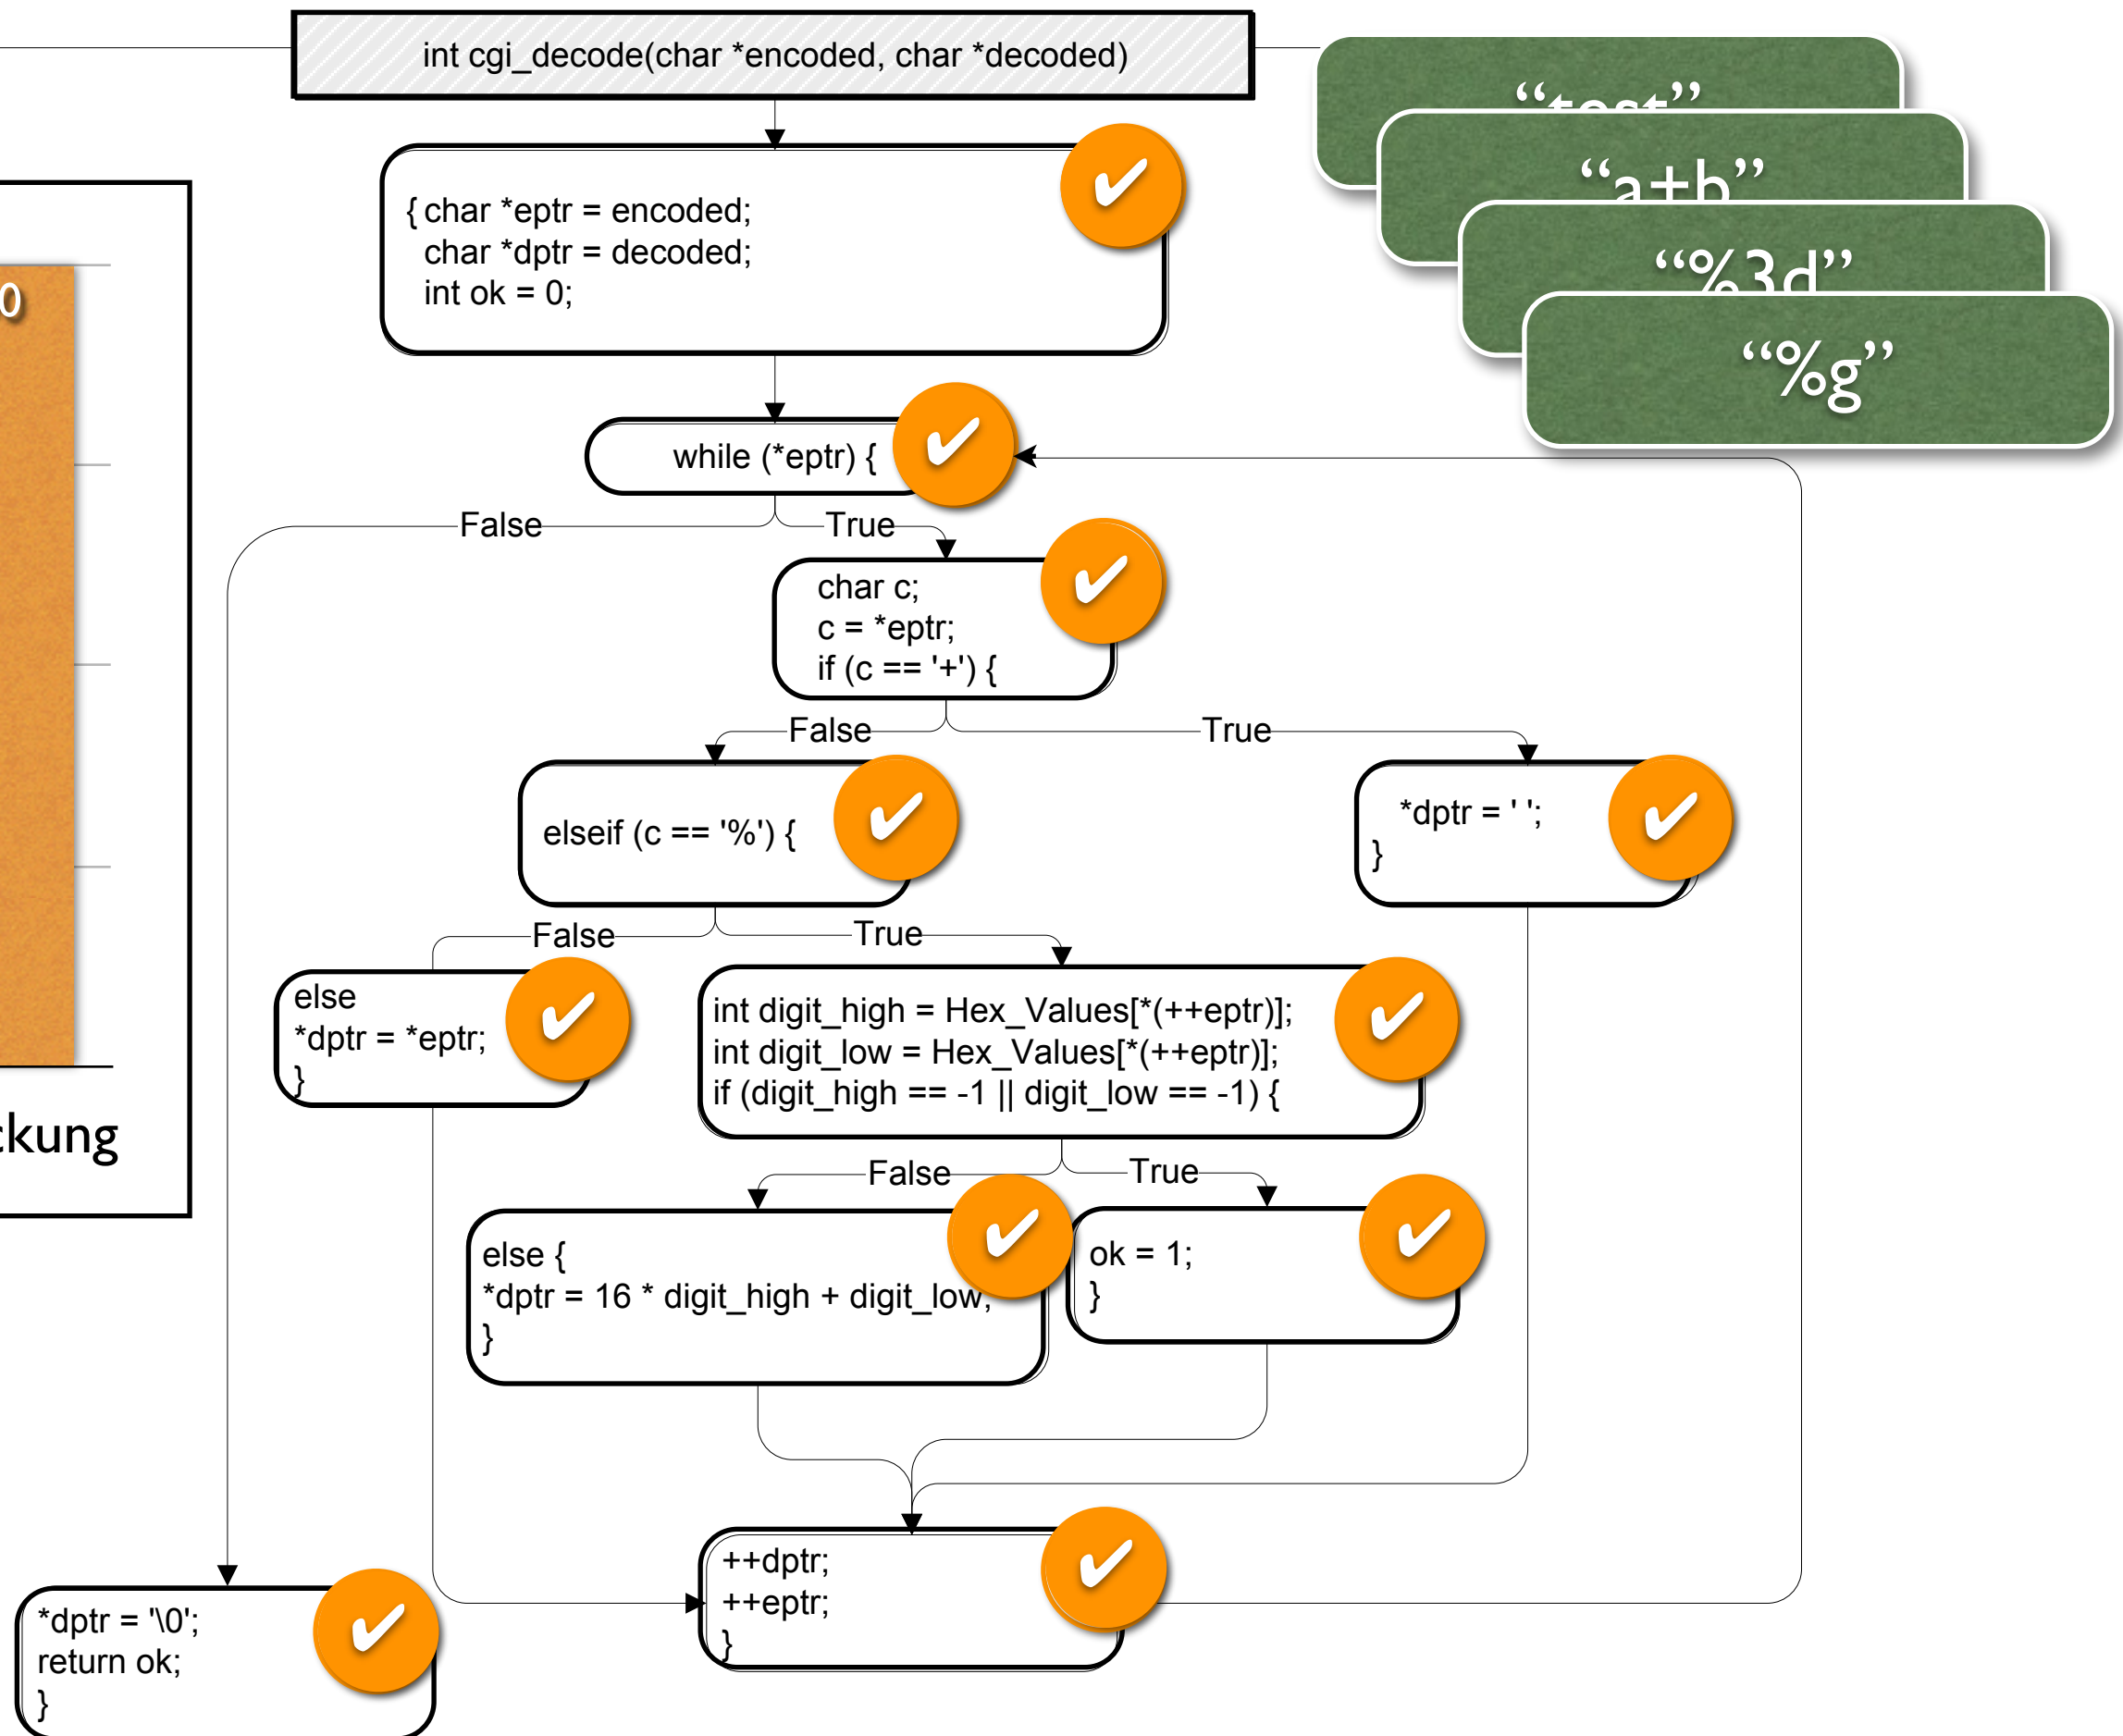 int cgi_decode(char *encoded, char *decoded)
“test”
“a+b”
“%3d”
“%g”
{ char *eptr = encoded;
char *dptr = decoded;
int ok = 0;
0
while (*eptr) {
False
True
char c;
c = *eptr;
if (c == '+') {
False
True
elseif (c == '%') {
*dptr = ' ';
}
False
True
else
*dptr = *eptr;
}
int digit_high = Hex_Values[*(++eptr)];
int digit_low = Hex_Values[*(++eptr)];
if (digit_high == -1 || digit_low == -1) {
ckung
False
True
else {
*dptr = 16 * digit_high + digit_low;
}
ok = 1;
}
++dptr;
++eptr;
}
*dptr = '\0';
return ok;
}